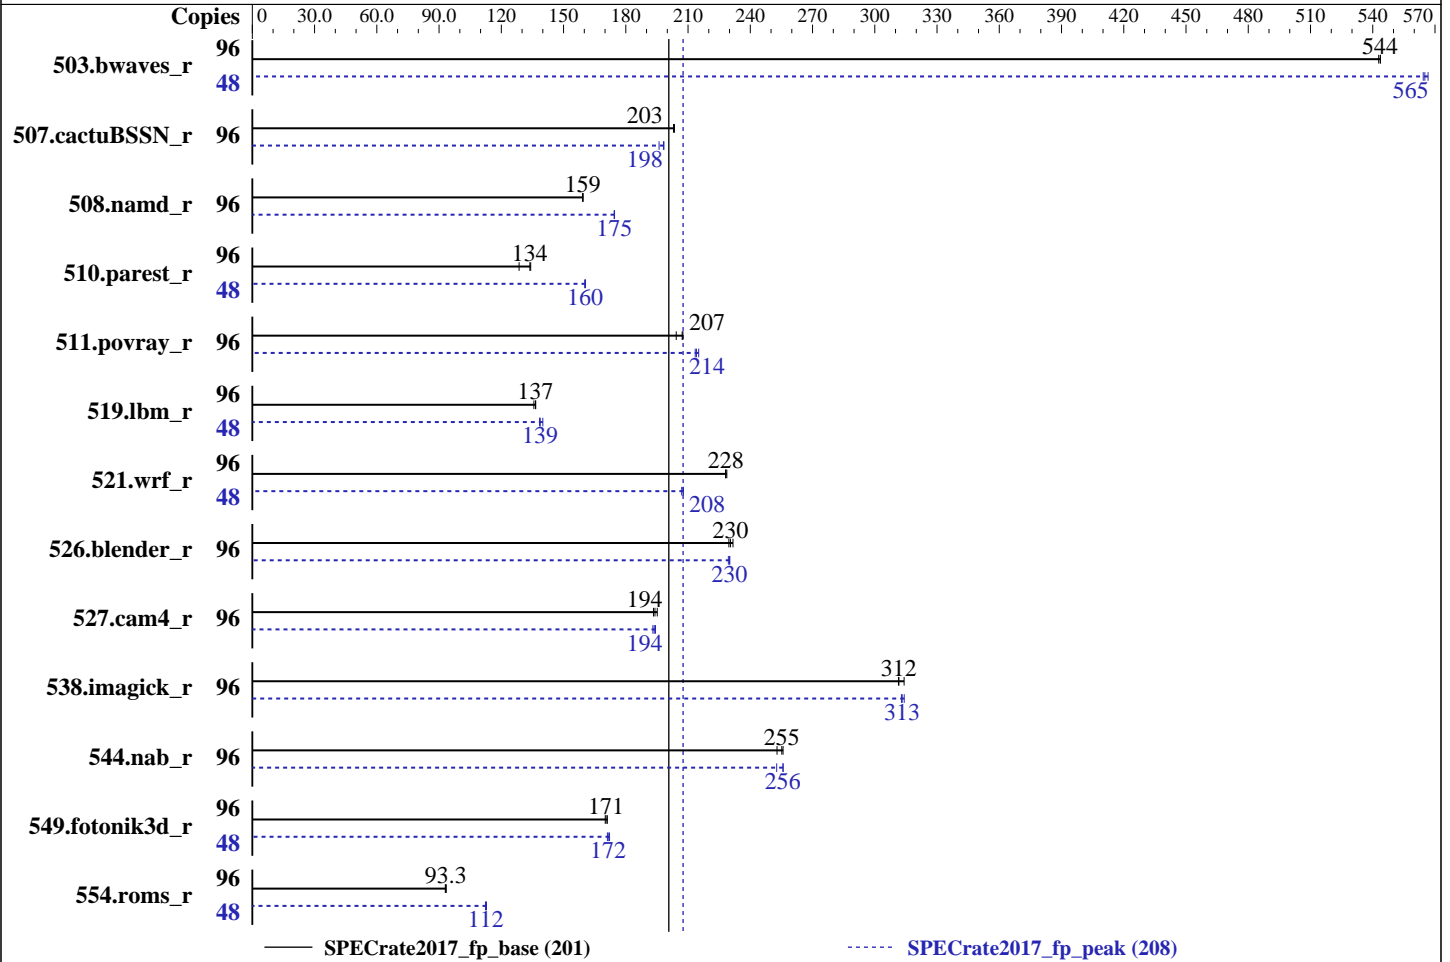 Copies 0 30.0 60.0 90.0 120 150 180 210 240 270 300 330 360 390 420 450 480 510 540 570
503.bwaves_r 96 544
48 565
507.cactuBSSN_r 96 203
198
508.namd_r 96 159
175
510.parest_r 96 134
48 160
511.povray_r 96 207
214
519.lbm_r 96 137
48 139
521.wrf_r 96 228
48 208
526.blender_r 96 230
230
527.cam4_r 96 194
194
538.imagick_r 96 312
313
544.nab_r 96 255
256
549.fotonik3d_r 96 171
48 172
554.roms_r 96 93.3
48 112
SPECrate2017_fp_base (201) SPECrate2017_fp_peak (208)